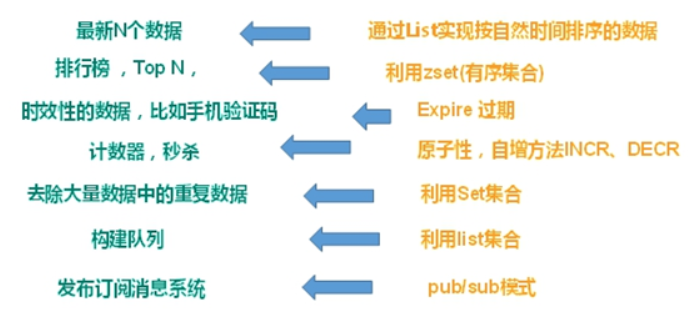 最新N个数据 通过List实现按自然时间排序的数据
排行榜，Top N， 利用zset(有序集合)
时效性的数据，比如手机验证码 Expire 过期
计数器，秒杀 原子性，自增方法INCR、DECR
去除大量数据中的重复数据 利用Set集合
构建队列 利用list集合
发布订阅消息系统 pub/sub模式